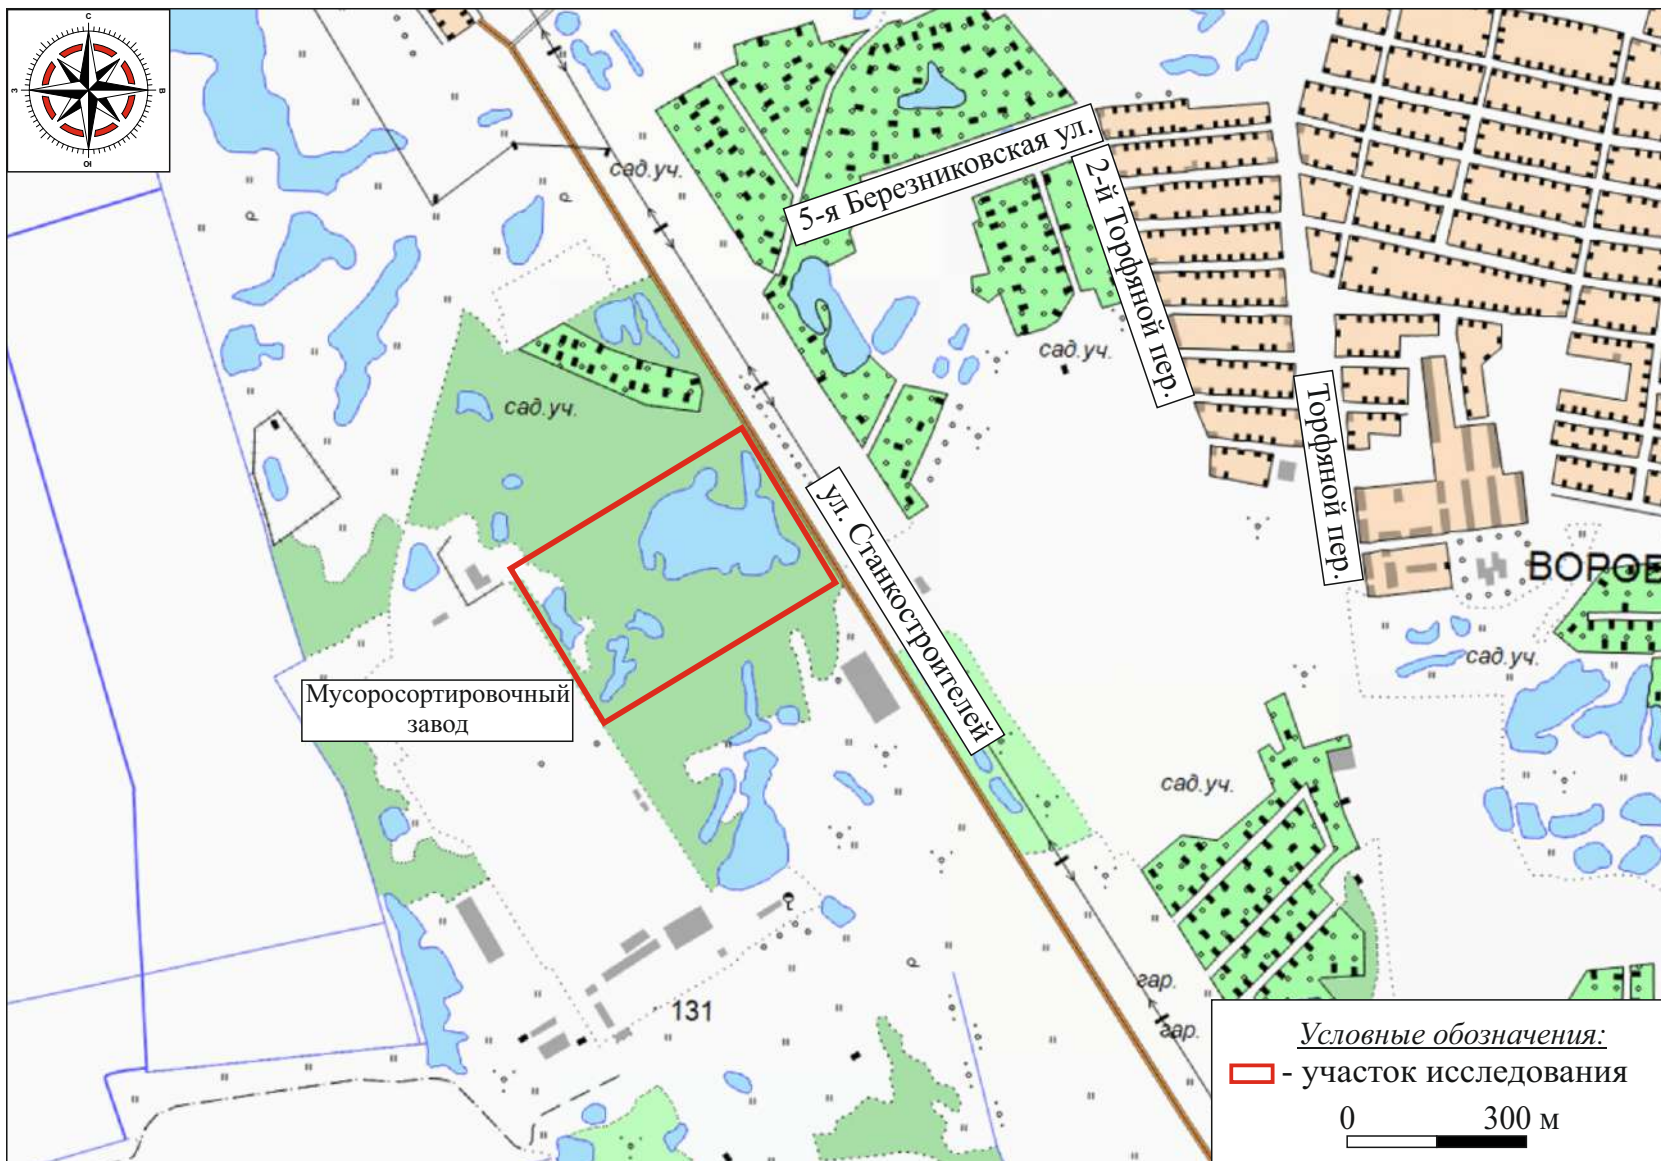 С
З
В
Ю
сад.уч.
5-я Березниковская ул.
2-й Торфяной пер.
сад.уч.
сад.уч.
Торфяной пер.
ул. Станкостроителей
ВОРОВ
сад.уч.
Мусоросортировочный
завод
сад.уч.
гар.
131
гар.
Условные обозначения:
- участок исследования
0 300 м